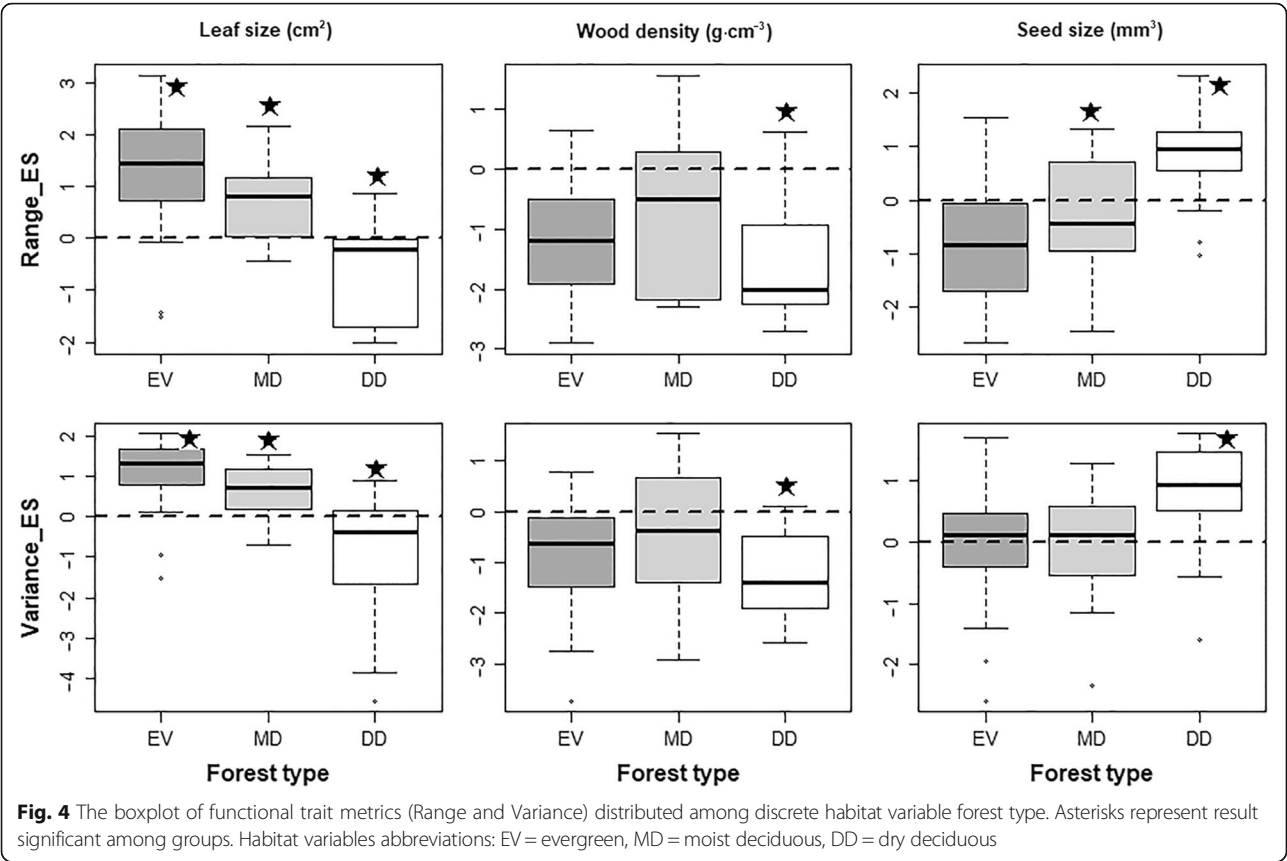 Leaf size (cm²) Wood density (g·cm⁻³) Seed size (mm³)
Range_ES
3
2
1
0
-1
-2
EV MD DD
1
0
-1
-2
-3
EV MD DD
2
1
0
-1
-2
EV MD DD
Variance_ES
2
1
0
-1
-2
-3
-4
EV MD DD
Forest type
1
0
-1
-2
-3
EV MD DD
Forest type
1
0
-1
-2
EV MD DD
Forest type
Fig. 4 The boxplot of functional trait metrics (Range and Variance) distributed among discrete habitat variable forest type. Asterisks represent result
significant among groups. Habitat variables abbreviations: EV = evergreen, MD = moist deciduous, DD = dry deciduous